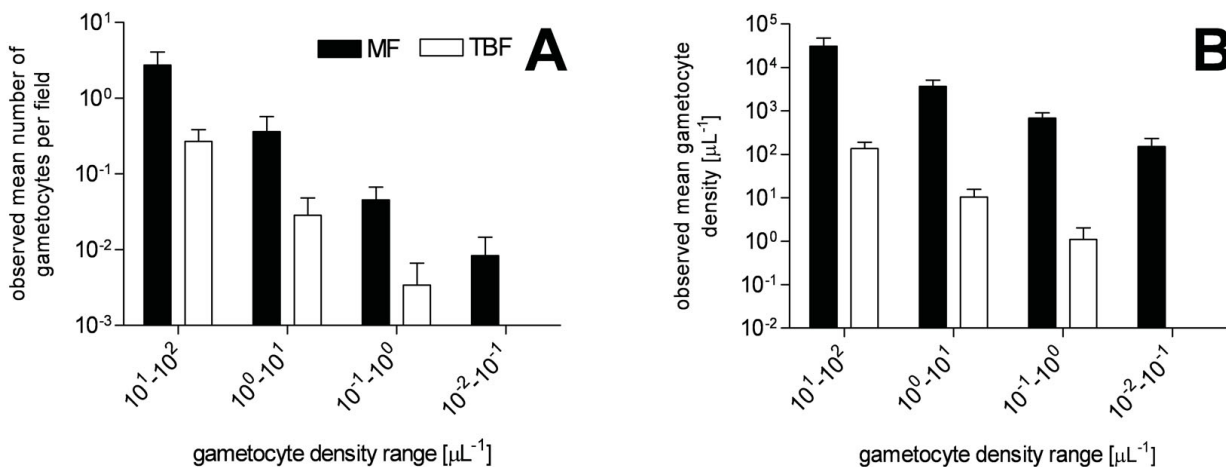 observed mean number of
gametocytes per field
10¹
10⁰
10⁻¹
10⁻²
10⁻³
MF TBF
A
10¹-10²
10⁰-10¹
10⁻¹-10⁰
10⁻²-10⁻¹
gametocyte density range [µL⁻¹]
observed mean gametocyte
density [µL⁻¹]
10⁵
10⁴
10³
10²
10¹
10⁰
10⁻¹
10⁻²
B
10¹-10²
10⁰-10¹
10⁻¹-10⁰
10⁻²-10⁻¹
gametocyte density range [µL⁻¹]